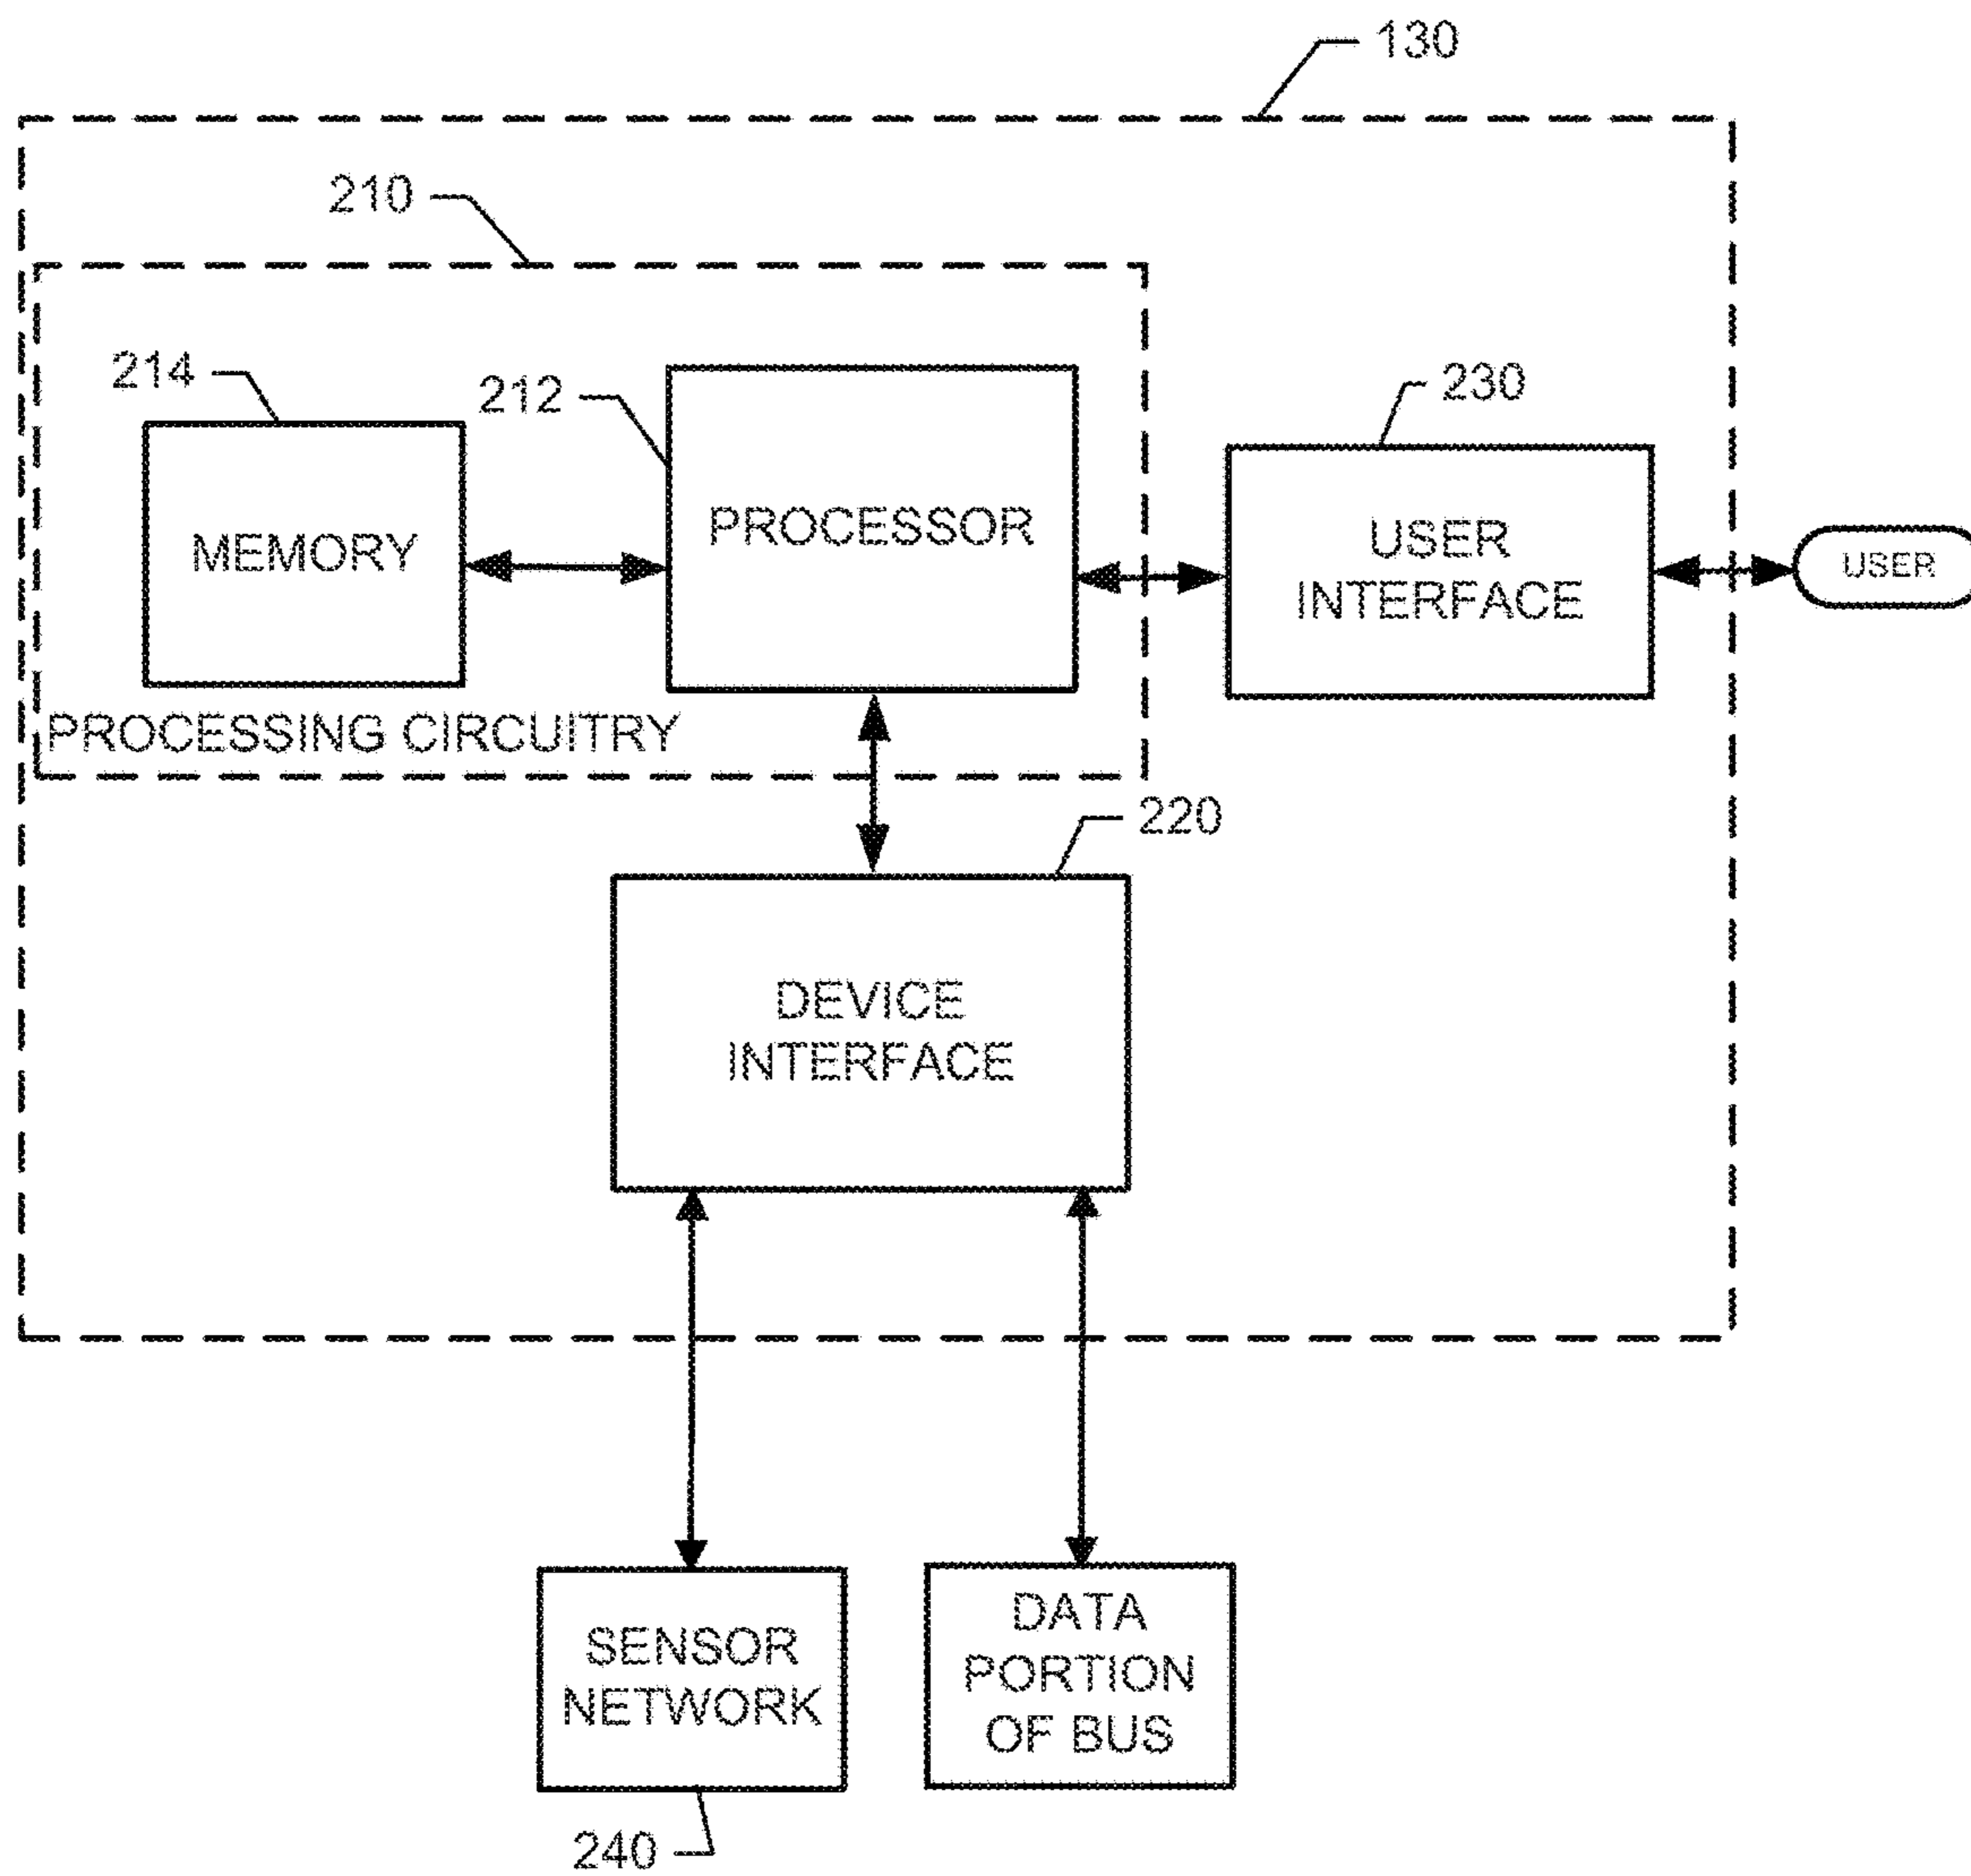 130
210
214
212
230
MEMORY
PROCESSOR
USER
INTERFACE
USER
PROCESSING CIRCUITRY
220
DEVICE
INTERFACE
SENSOR
NETWORK
DATA
PORTION
OF BUS
240